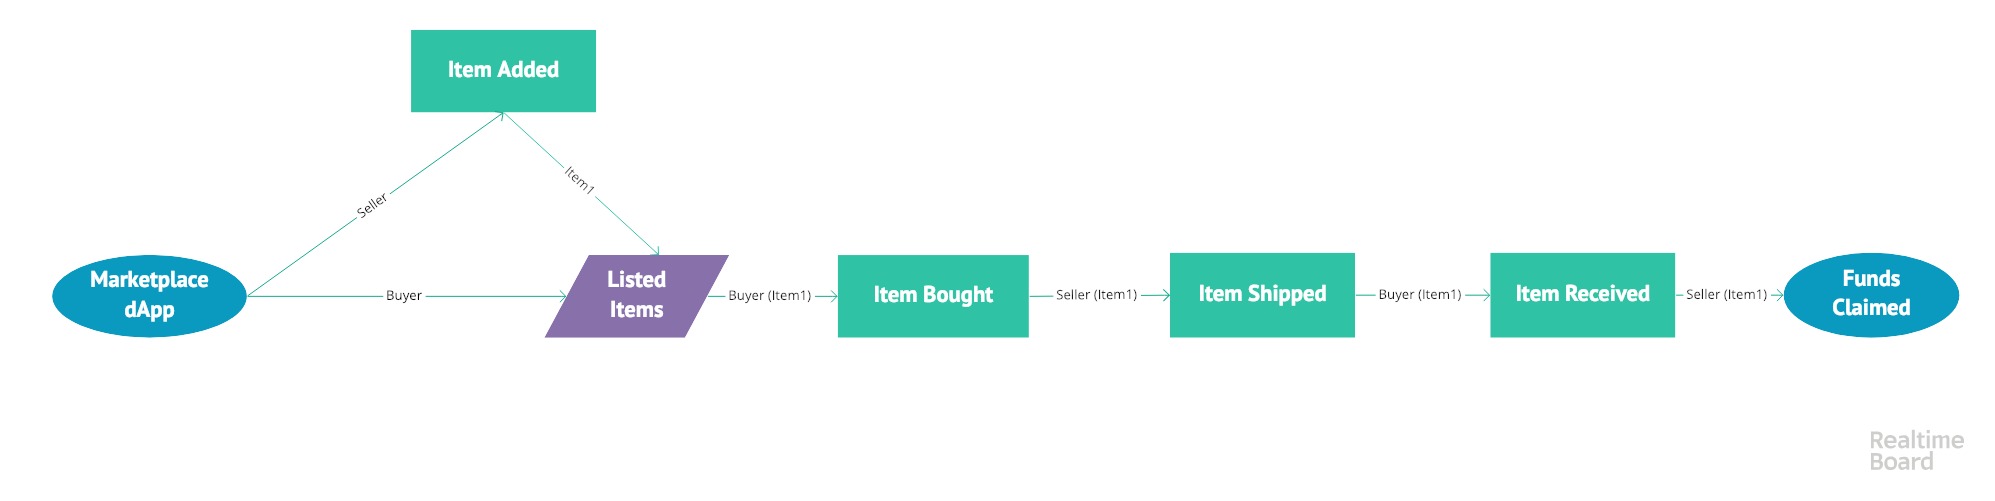 Item Added
Seller
Item1
Marketplace
dApp
Buyer
Listed
Items
Buyer (Item1)
Item Bought
Seller (Item1)
Item Shipped
Buyer (Item1)
Item Received
Seller (Item1)
Funds
Claimed
Realtime
Board